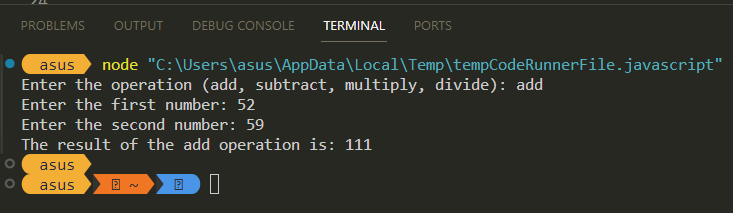 PROBLEMS OUTPUT DEBUG CONSOLE TERMINAL PORTS
asus node "C:\Users\asus\AppData\Local\Temp\tempCodeRunnerFile.javascript"
Enter the operation (add, subtract, multiply, divide): add
Enter the first number: 52
Enter the second number: 59
The result of the add operation is: 111
asus
asus ~